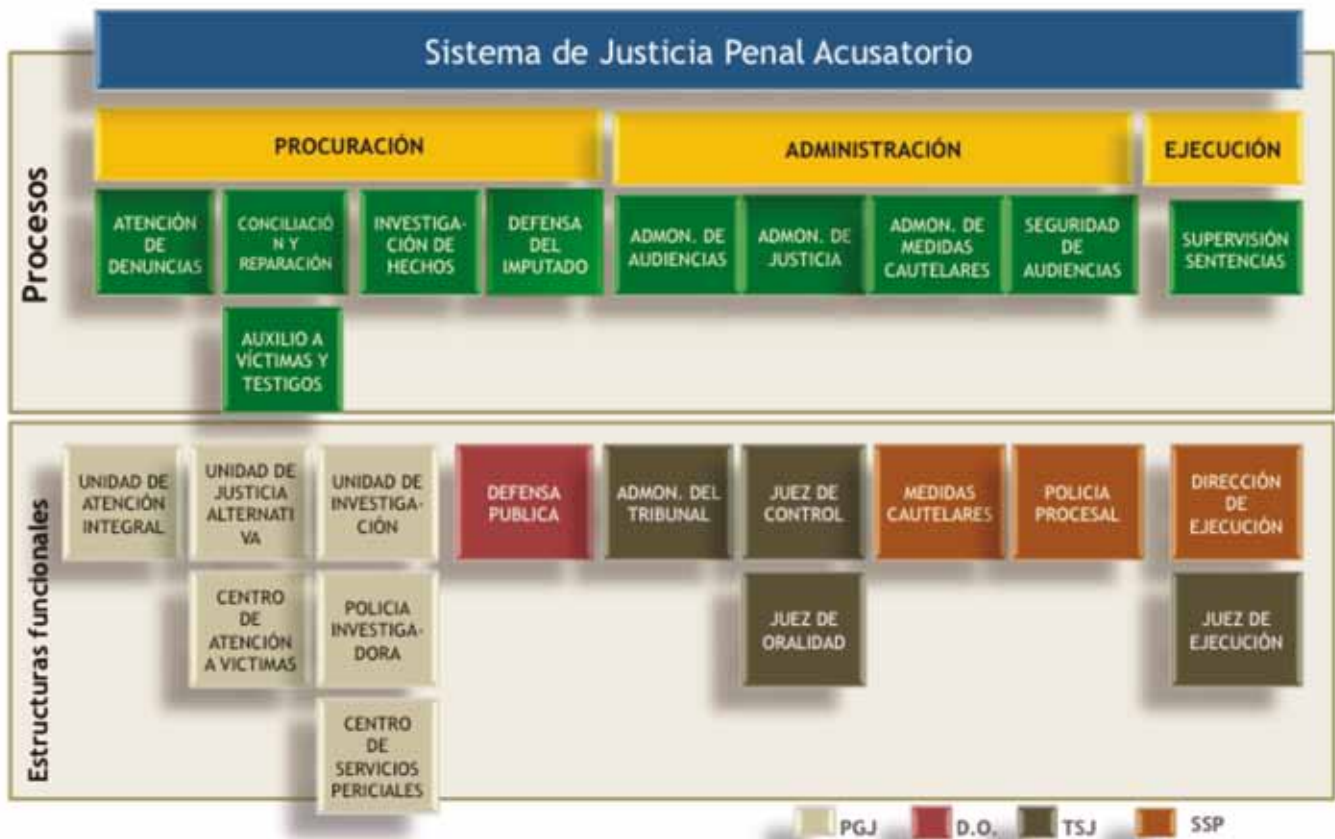 Sistema de Justicia Penal Acusatorio
Procesos
PROCURACIÓN
ADMINISTRACIÓN
EJECUCIÓN
ATENCIÓN
DE
DENUNCIAS
CONCILIACIÓ
N Y
REPARACIÓN
INVESTIGA-
CIÓN DE
HECHOS
DEFENSA
DEL
IMPUTADO
ADMON. DE
AUDIENCIAS
ADMON. DE
JUSTICIA
ADMON. DE
MEDIDAS
CAUTELARES
SEGURIDAD
DE
AUDIENCIAS
SUPERVISIÓN
SENTENCIAS
AUXILIO A
VÍCTIMAS Y
TESTIGOS
Estructuras funcionales
UNIDAD DE
ATENCIÓN
INTEGRAL
UNIDAD DE
JUSTICIA
ALTERNATI
VA
UNIDAD DE
INVESTIGA-
CIÓN
DEFENSA
PUBLICA
ADMON. DEL
TRIBUNAL
JUEZ DE
CONTROL
MEDIDAS
CAUTELARES
POLICIA
PROCESAL
DIRECCIÓN
DE
EJECUCIÓN
CENTRO
DE
ATENCIÓN
A VICTIMAS
POLICIA
INVESTIGA-
DORA
JUEZ DE
ORALIDAD
JUEZ DE
EJECUCIÓN
CENTRO
DE
SERVICIOS
PERICIALES
PGJ D.O. TSJ SSP